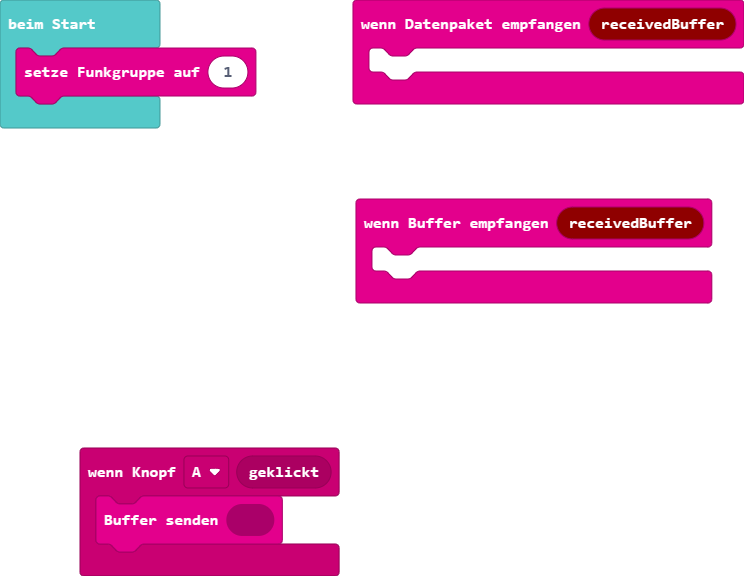 beim Start
setze Funkgruppe auf 1
wenn Datenpaket empfangen receivedBuffer
wenn Buffer empfangen receivedBuffer
wenn Knopf A geklickt
Buffer senden